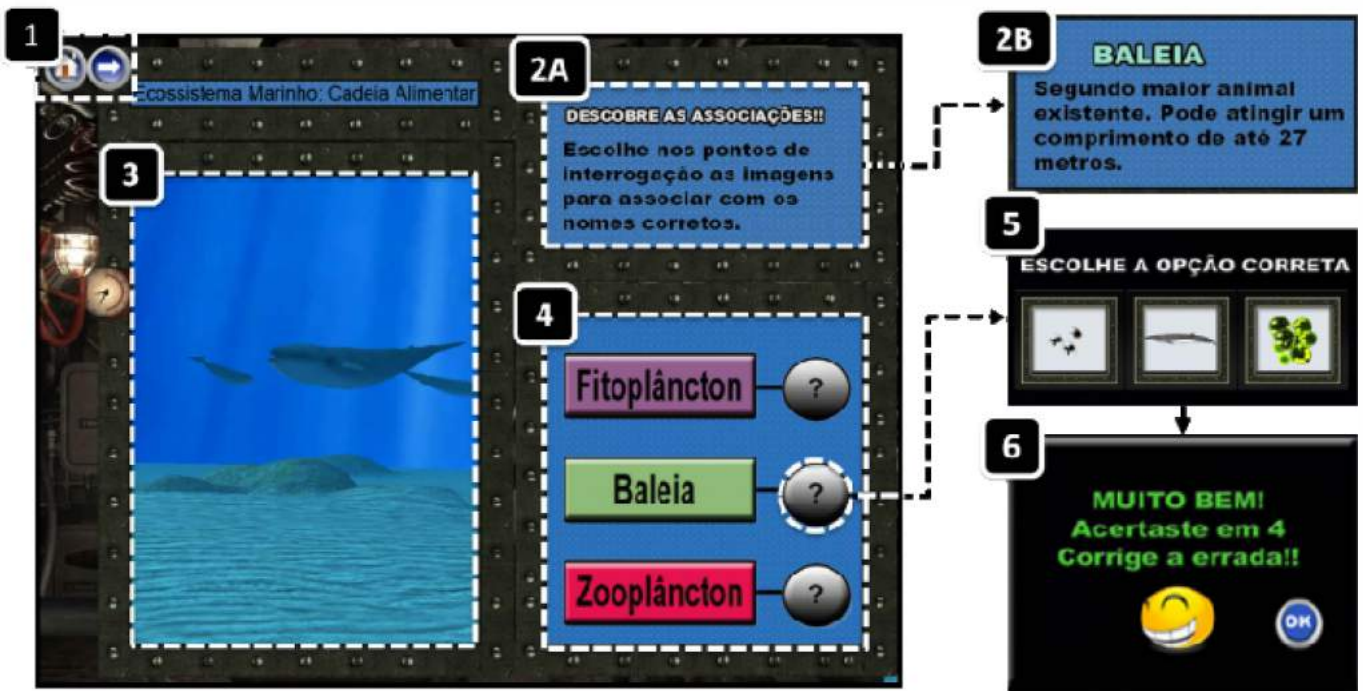 1
Ecossistema Marinho: Cadeia Alimentar
2A
DESCOBRE AS ASSOCIAÇÕES!!
Escolhe nos pontos de
interrogação as imagens
para associar com os
nomes corretos.
3
4
Fitoplâncton
?
Baleia
?
Zooplâncton
?
2B
BALEIA
Segundo maior animal
existente. Pode atingir um
comprimento de até 27
metros.
5
ESCOLHE A OPÇÃO CORRETA
6
MUITO BEM!
Acertaste em 4
Corrige a errada!!
OK